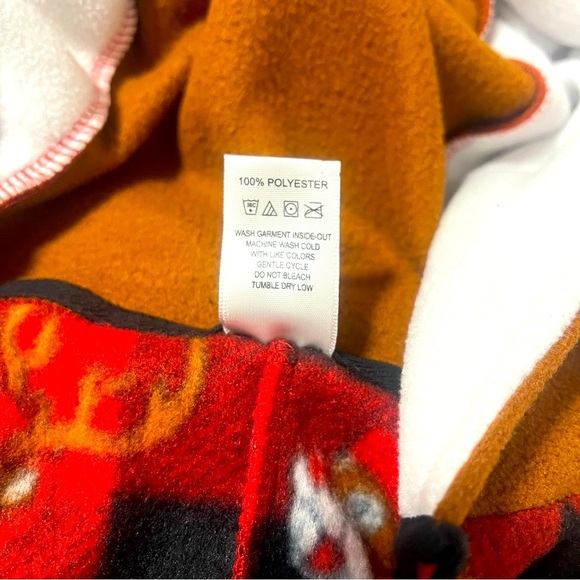 100% POLYESTER
30C
WASH GARMENT INSIDE-OUT
MACHINE WASH COLD
WITH LIKE COLORS
GENTLE CYCLE
DO NOT BLEACH
TUMBLE DRY LOW